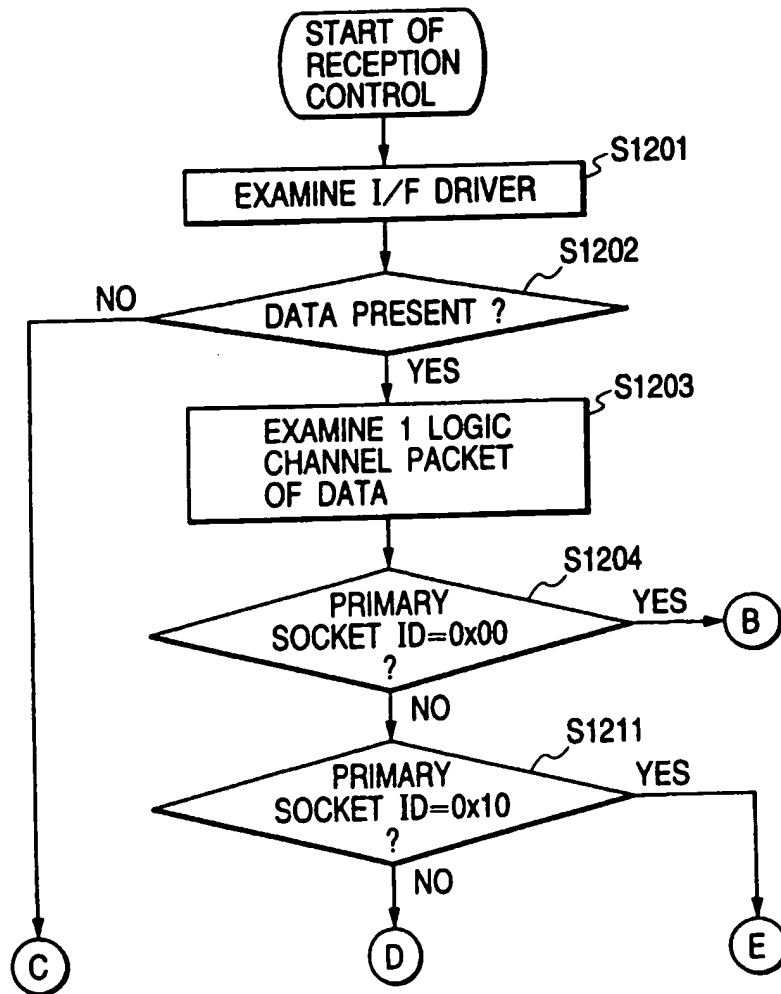 START OF
RECEPTION
CONTROL
S1201
EXAMINE I/F DRIVER
S1202
NO
DATA PRESENT ?
YES
S1203
EXAMINE 1 LOGIC
CHANNEL PACKET
OF DATA
S1204
PRIMARY
SOCKET ID=0x00
?
YES
B
NO
S1211
PRIMARY
SOCKET ID=0x10
?
YES
NO
C
D
E